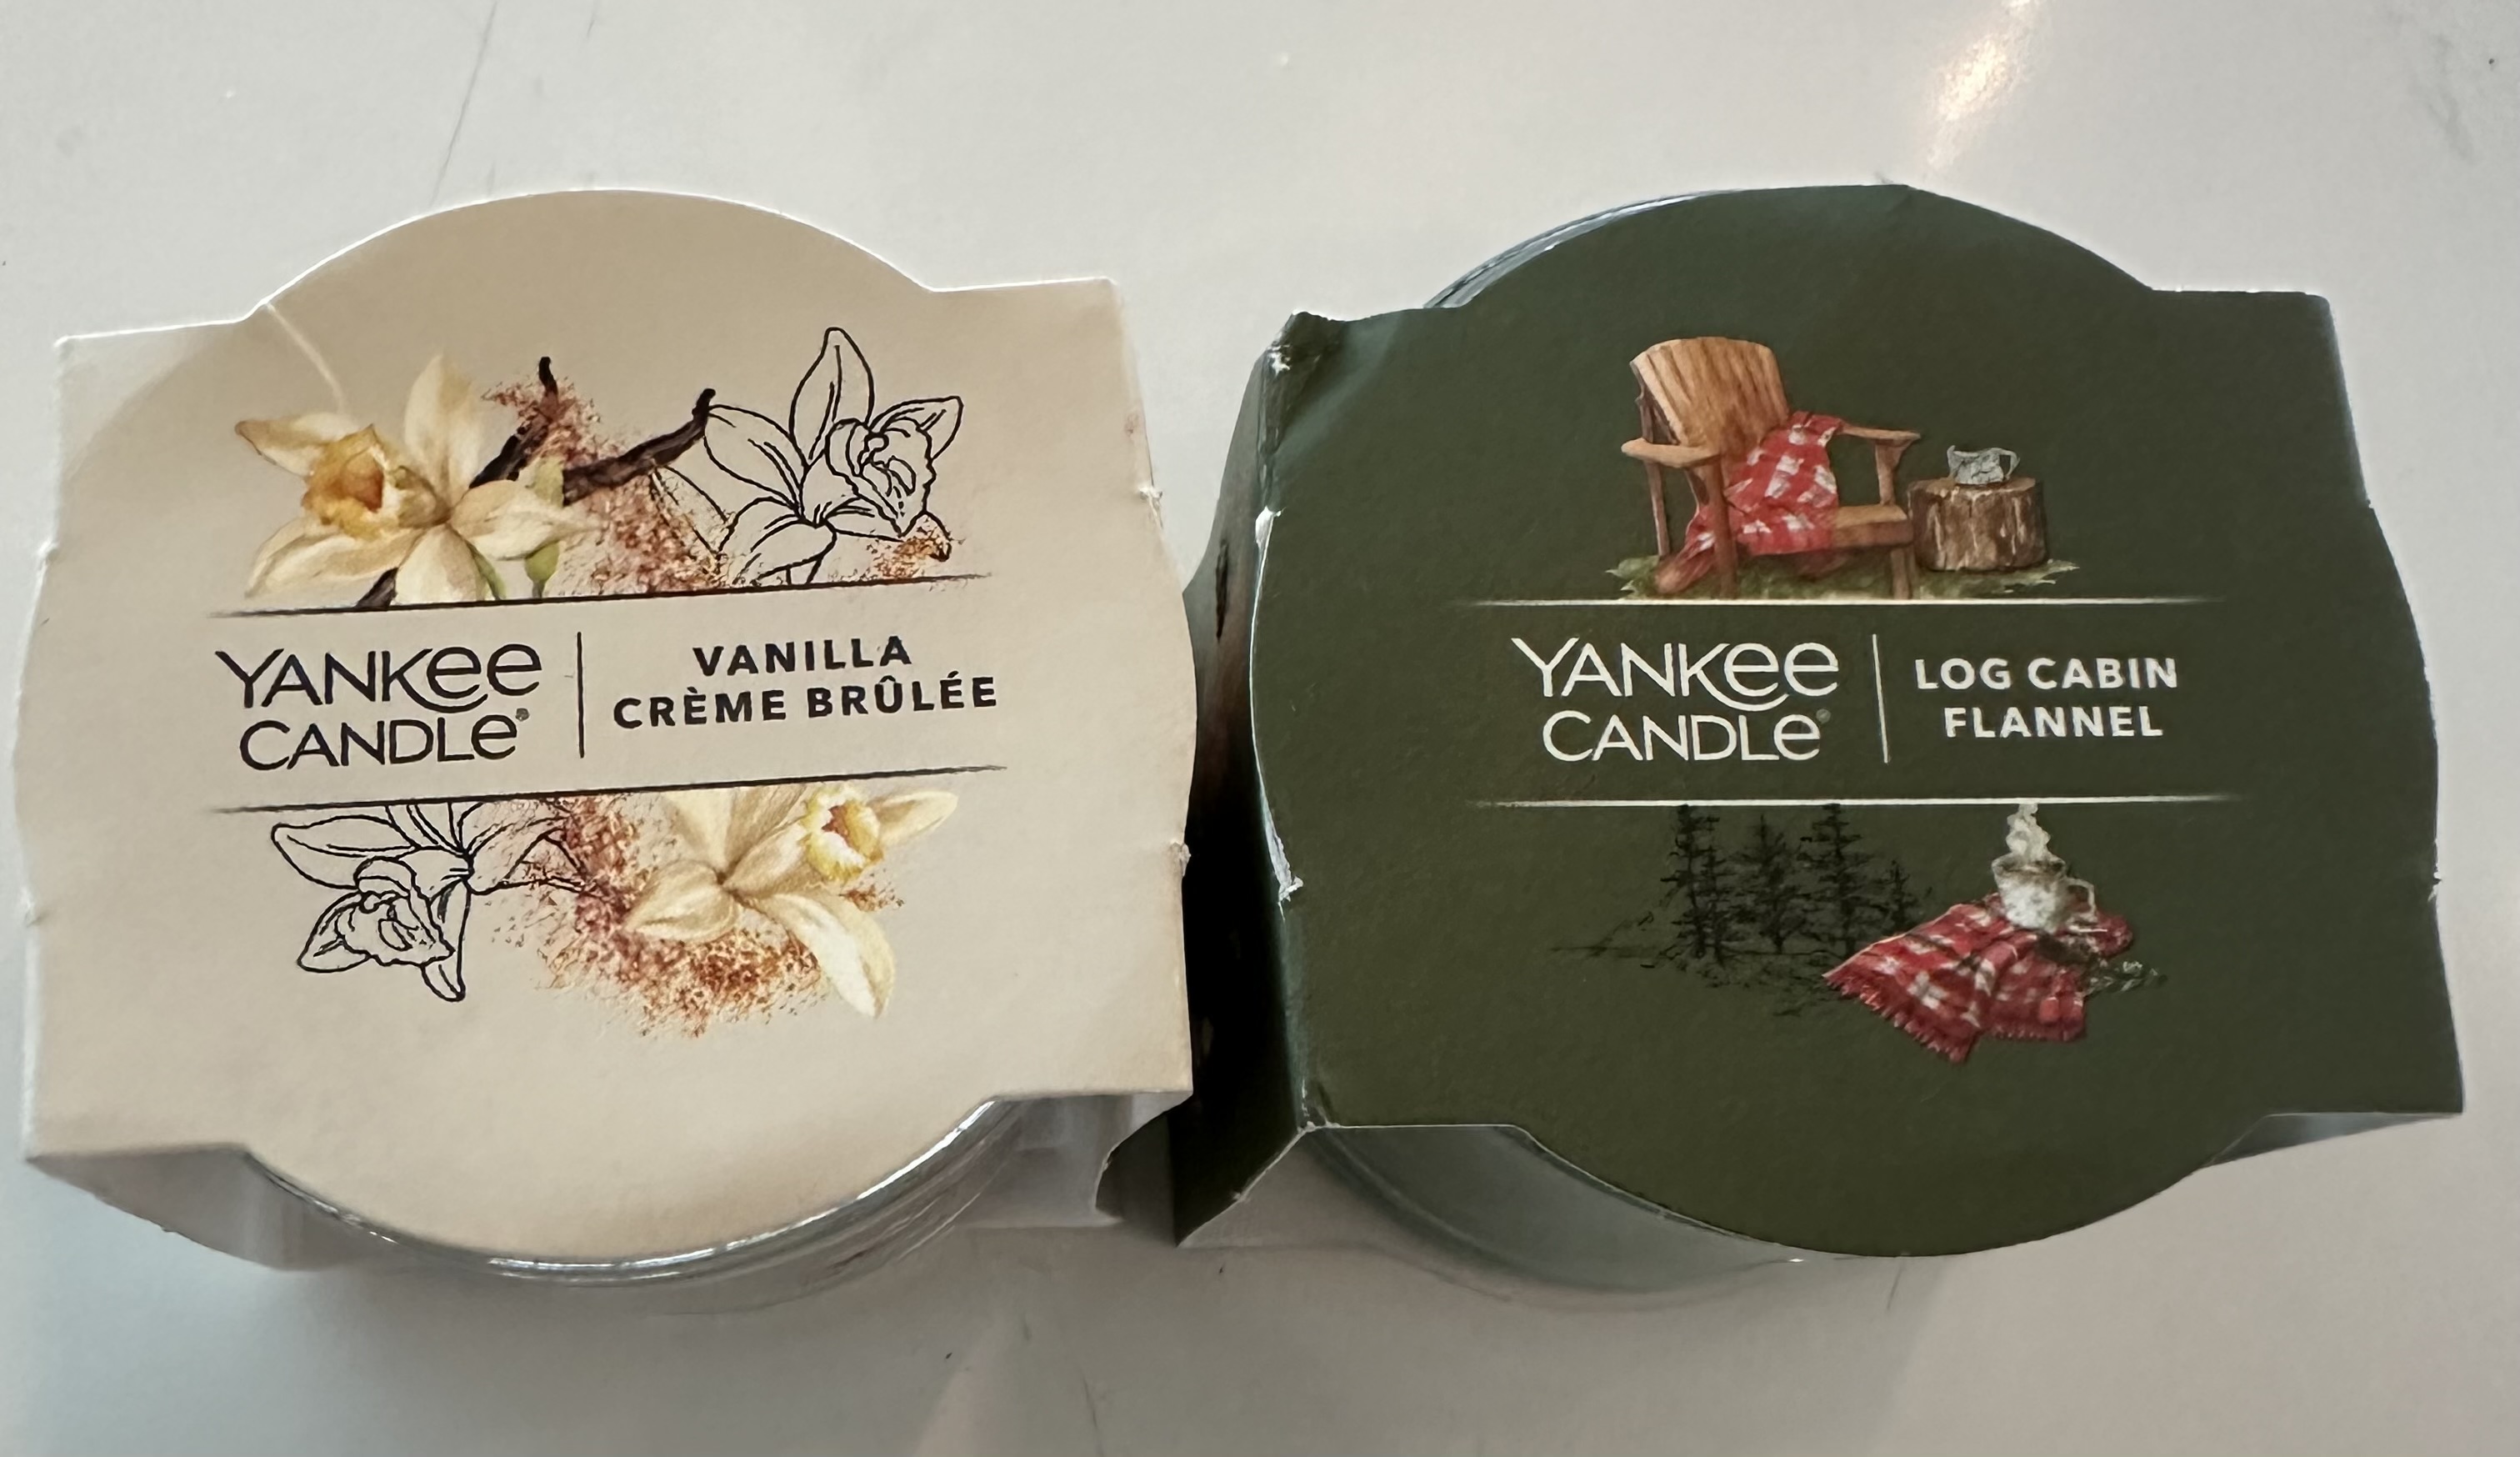 YANKEE
CANDLE®
VANILLA
CRÈME BRÛLÉE
YANKEE
CANDLE®
LOG CABIN
FLANNEL